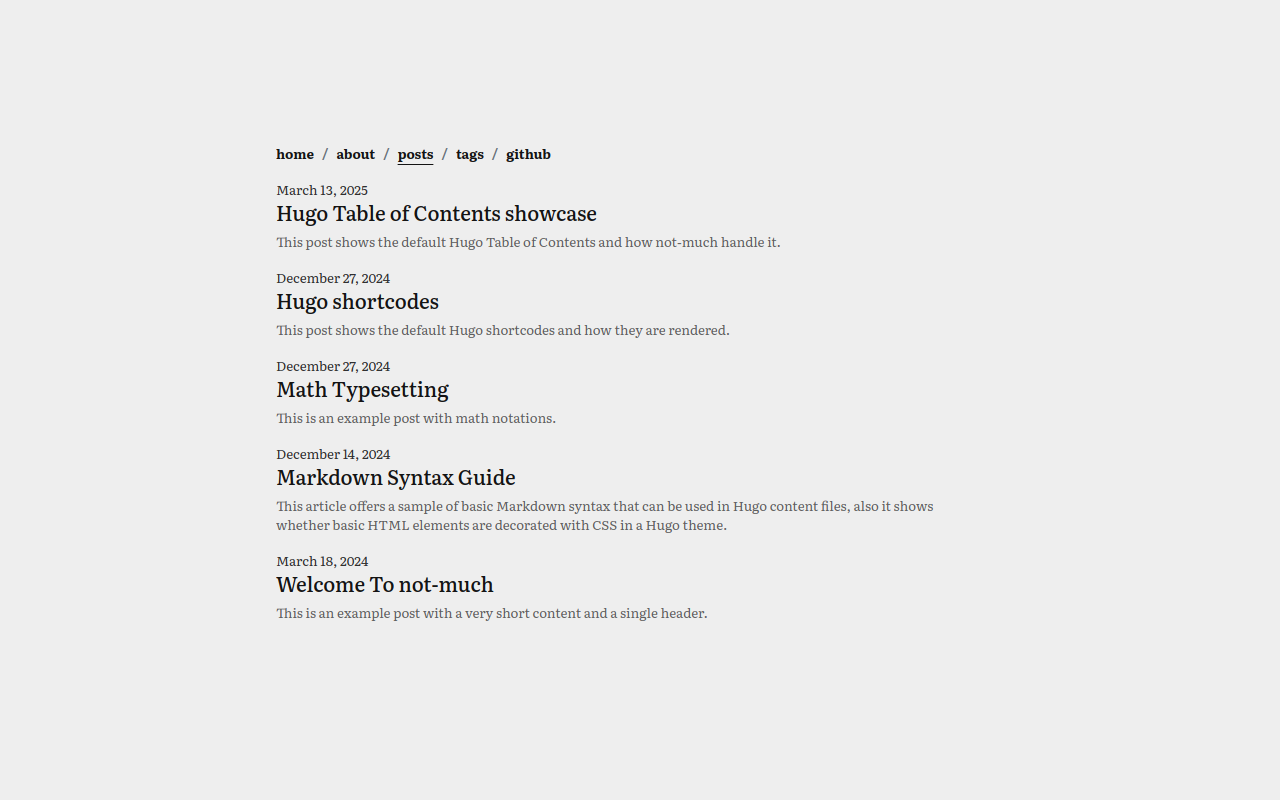 home / about / posts / tags / github
March 13, 2025
Hugo Table of Contents showcase
This post shows the default Hugo Table of Contents and how not-much handle it.
December 27, 2024
Hugo shortcodes
This post shows the default Hugo shortcodes and how they are rendered.
December 27, 2024
Math Typesetting
This is an example post with math notations.
December 14, 2024
Markdown Syntax Guide
This article offers a sample of basic Markdown syntax that can be used in Hugo content files, also it shows
whether basic HTML elements are decorated with CSS in a Hugo theme.
March 18, 2024
Welcome To not-much
This is an example post with a very short content and a single header.